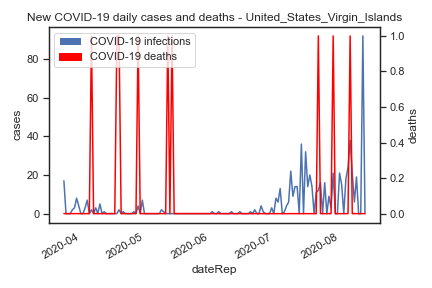 New COVID-19 daily cases and deaths - United_States_Virgin_Islands
COVID-19 infections
COVID-19 deaths
cases
80
60
40
20
0
deaths
1.0
0.8
0.6
0.4
0.2
0.0
2020-04
2020-05
2020-06
2020-07
2020-08
dateRep